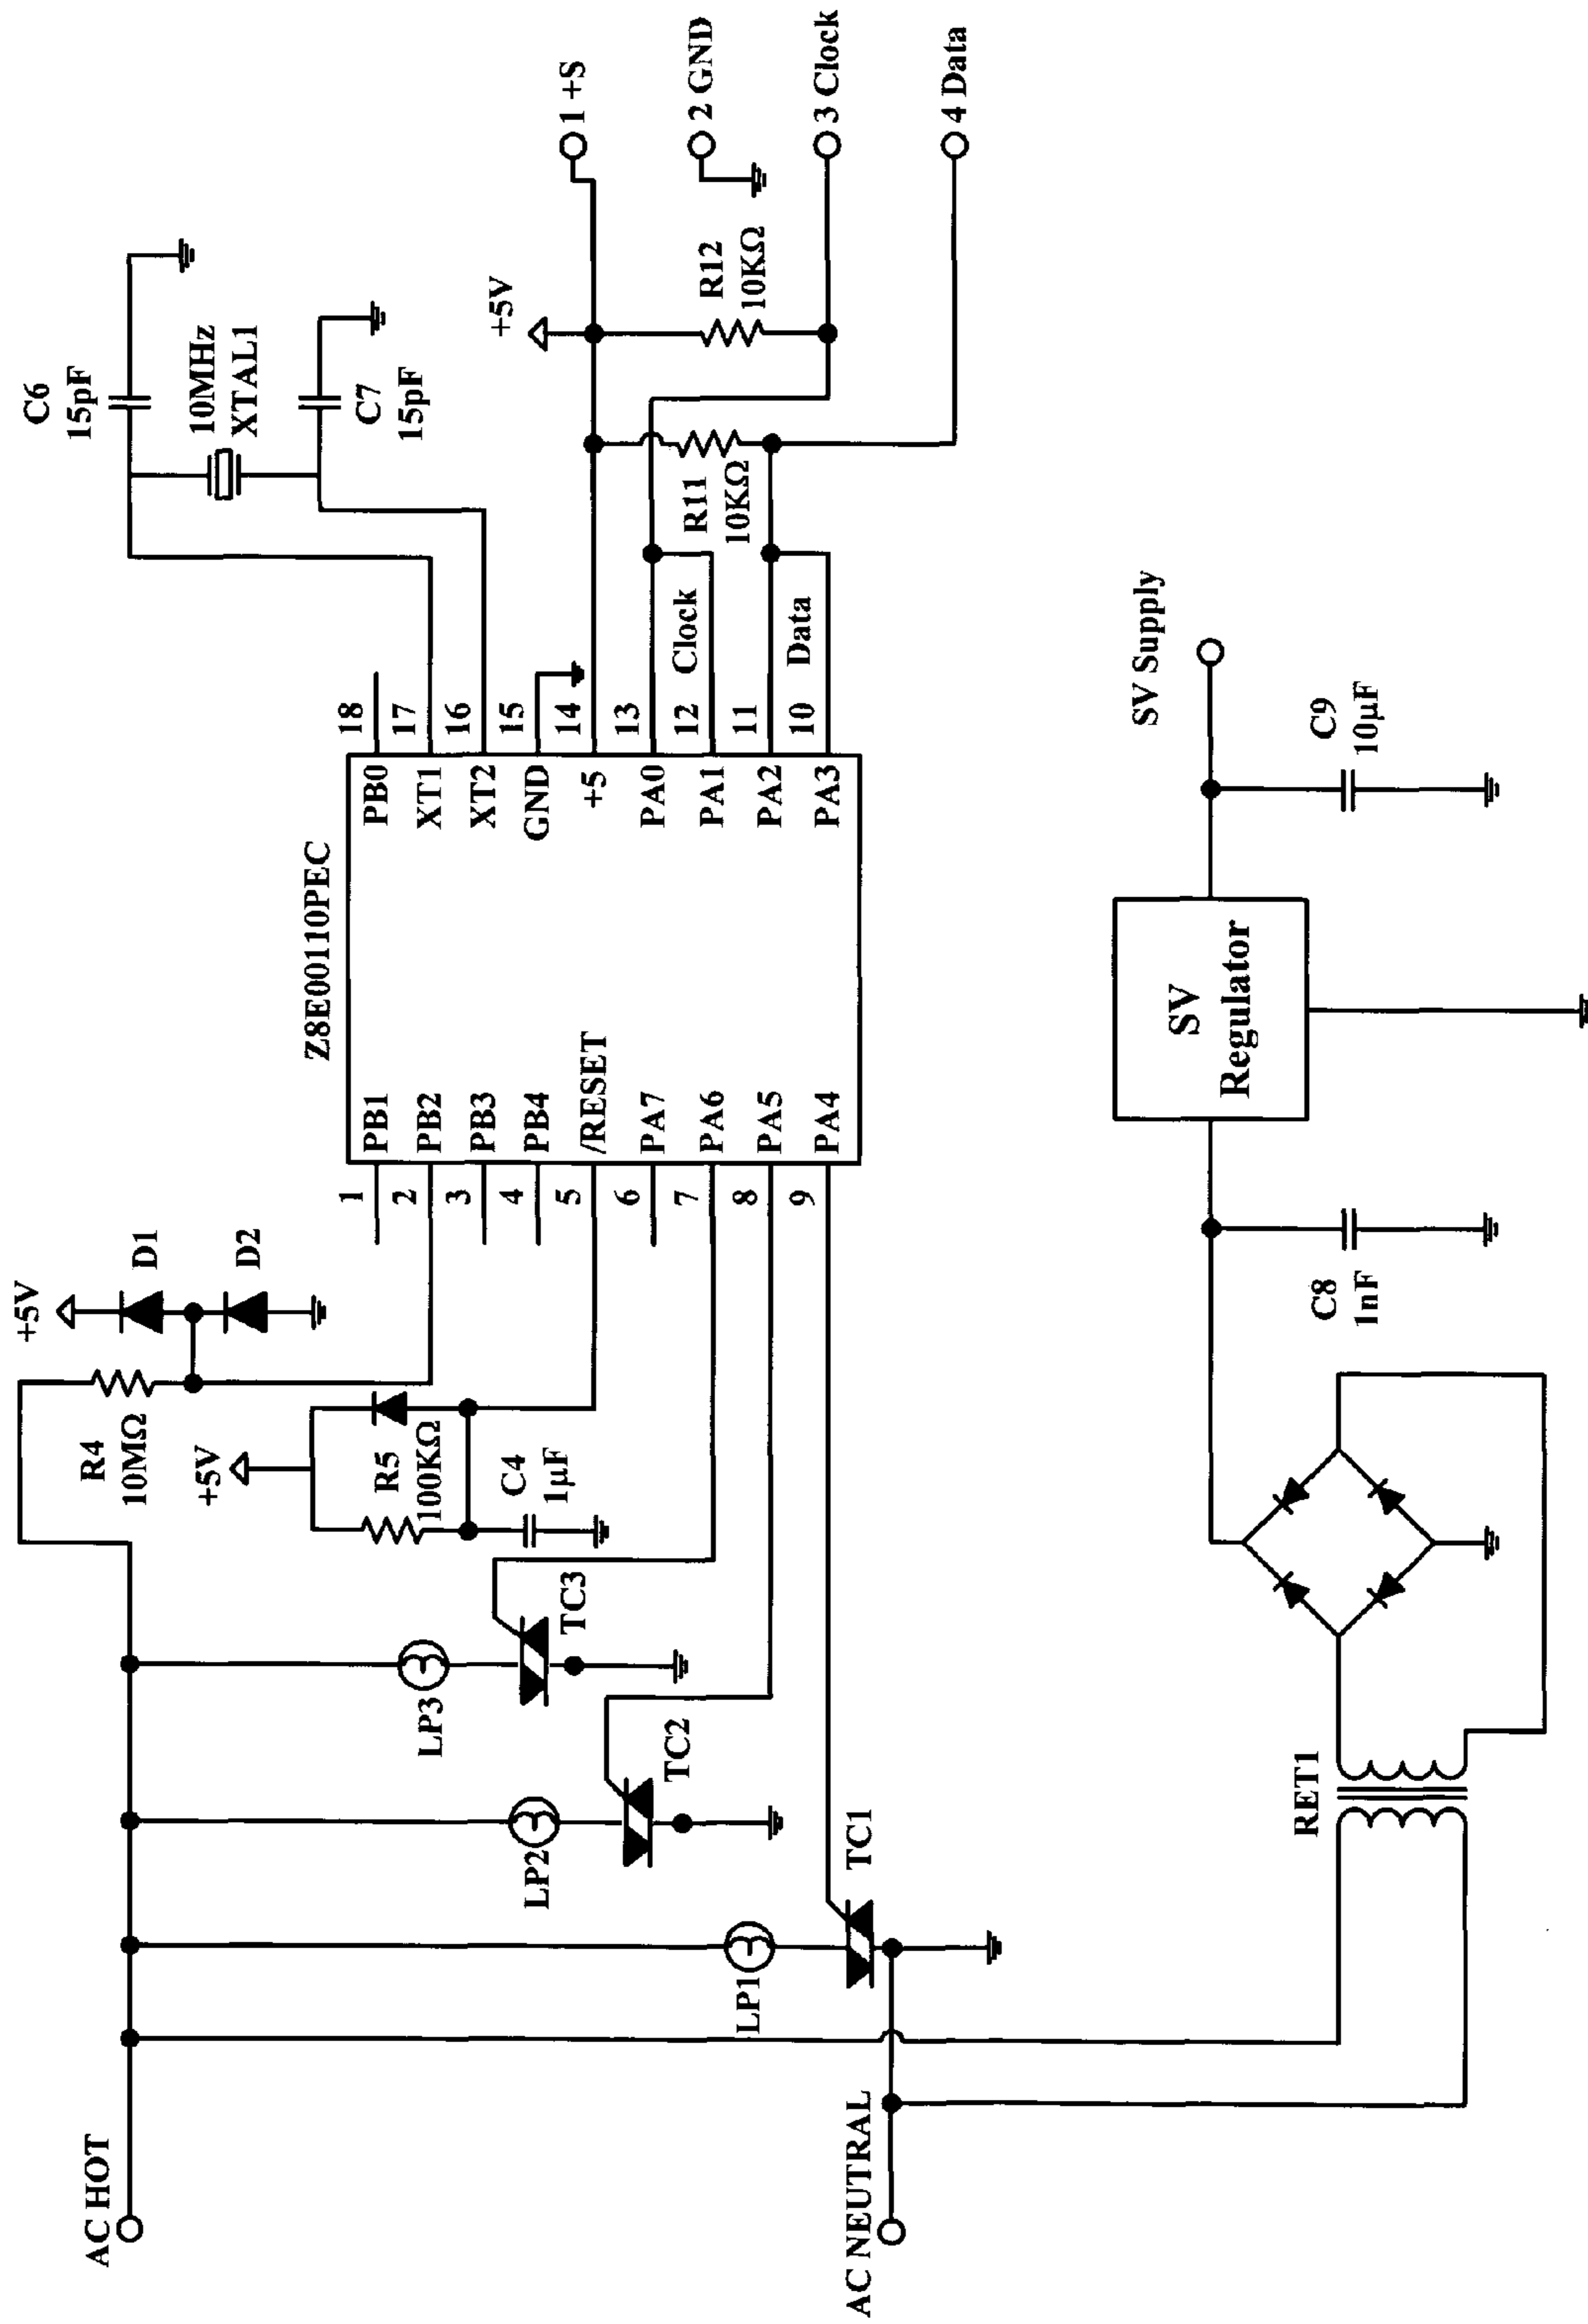 AC HOT
AC NEUTRAL
LP1
TC1
LP2
TC2
LP3
TC3
+5V
R4
10MΩ
D1
D2
+5V
R5
100KΩ
C4
1µF
Z8E00110PEC
1
2
3
4
5
6
7
8
9
PB1
PB2
PB3
PB4
/RESET
PA7
PA6
PA5
PA4
PB0
XT1
XT2
GND
+5
PA0
PA1
PA2
PA3
18
17
16
15
14
13
12
11
10
Clock
Data
C6
15pF
10MHz
XTAL1
C7
15pF
+5V
R11
10KΩ
R12
10KΩ
1 +S
2 GND
3 Clock
4 Data
RET1
C8
1nF
SV
Regulator
C9
10µF
SV Supply